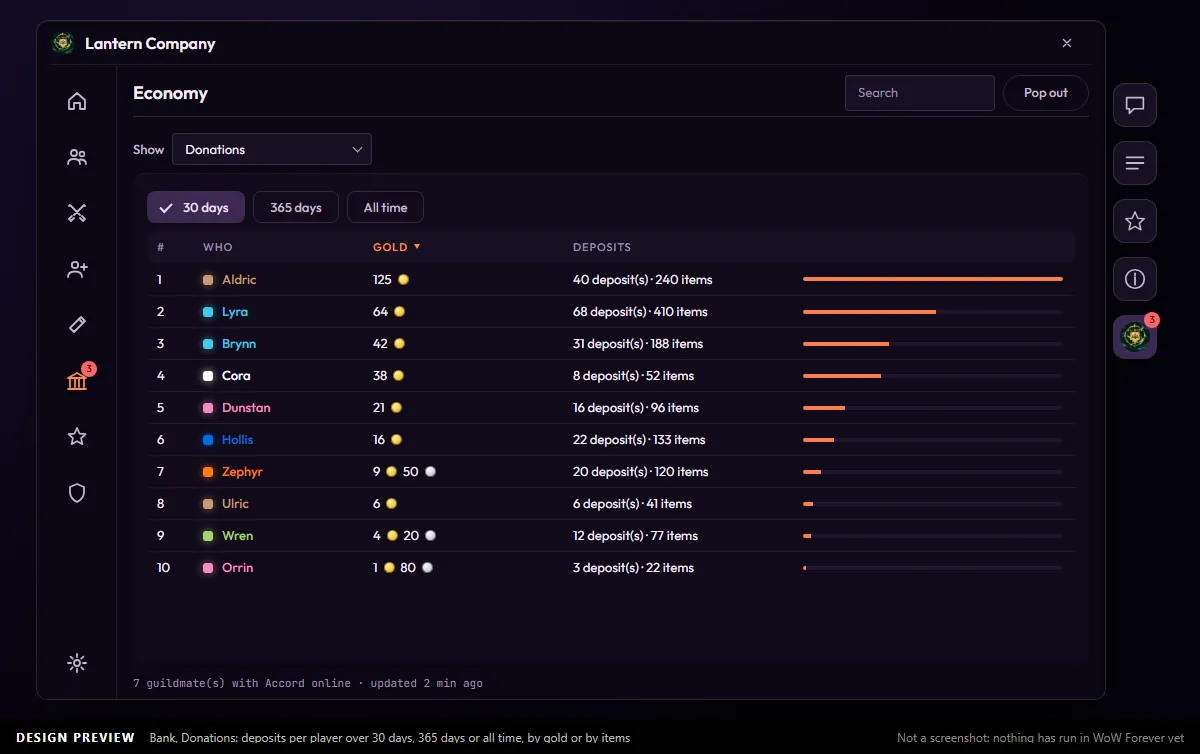 Lantern Company
Economy
Search
Pop out
Show
Donations
30 days
365 days
All time
# WHO GOLD DEPOSITS
1 Aldric 125 40 deposit(s) · 240 items
2 Lyra 64 68 deposit(s) · 410 items
3 Brynn 42 31 deposit(s) · 188 items
3
4 Cora 38 8 deposit(s) · 52 items
3
5 Dunstan 21 16 deposit(s) · 96 items
6 Hollis 16 22 deposit(s) · 133 items
7 Zephyr 9 50 20 deposit(s) · 120 items
8 Ulric 6 6 deposit(s) · 41 items
9 Wren 4 20 12 deposit(s) · 77 items
10 Orrin 1 80 3 deposit(s) · 22 items
7 guildmate(s) with Accord online · updated 2 min ago
DESIGN PREVIEW Bank, Donations: deposits per player over 30 days, 365 days or all time, by gold or by items
Not a screenshot: nothing has run in WoW Forever yet